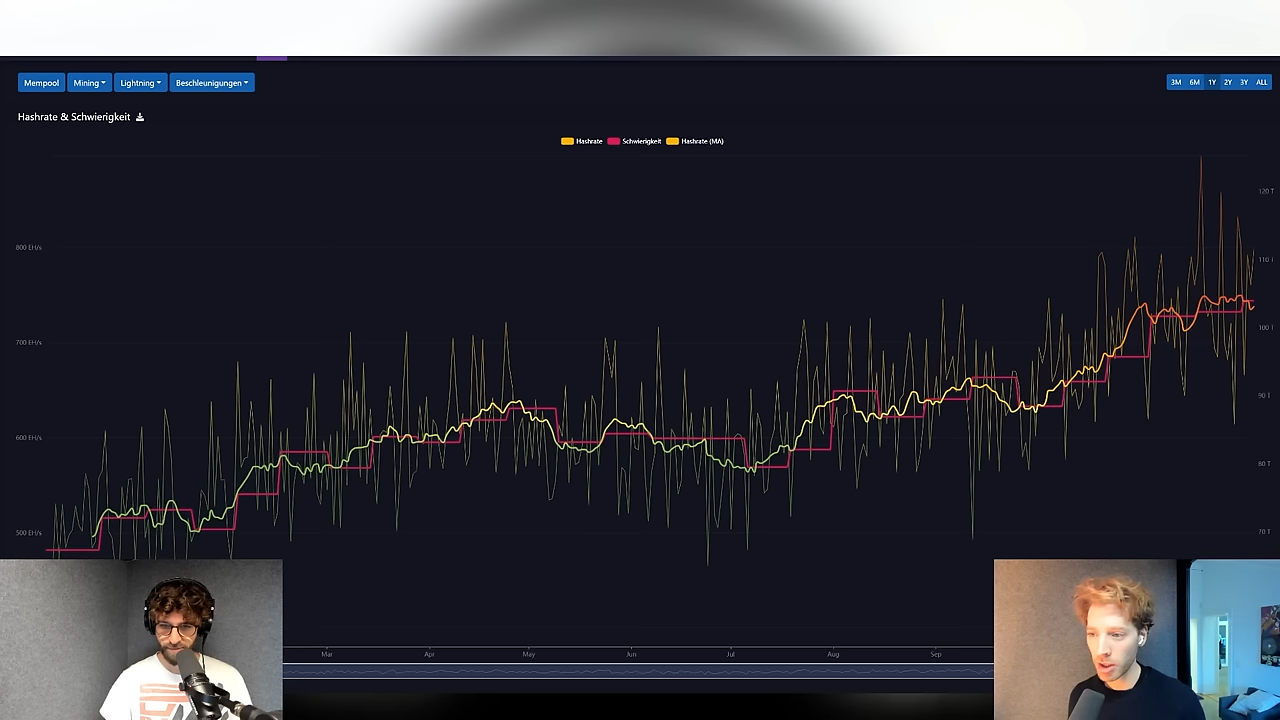 Mempool Mining Lightning Beschleunigungen 3M 6M 1Y 2Y 3Y ALL
Hashrate & Schwierigkeit
Hashrate Schwierigkeit Hashrate (MA)
120 T
800 EH/s
110 T
700 EH/s
100 T
90 T
600 EH/s
80 T
500 EH/s
70 T
Mar Apr May Jun Jul Aug Sep